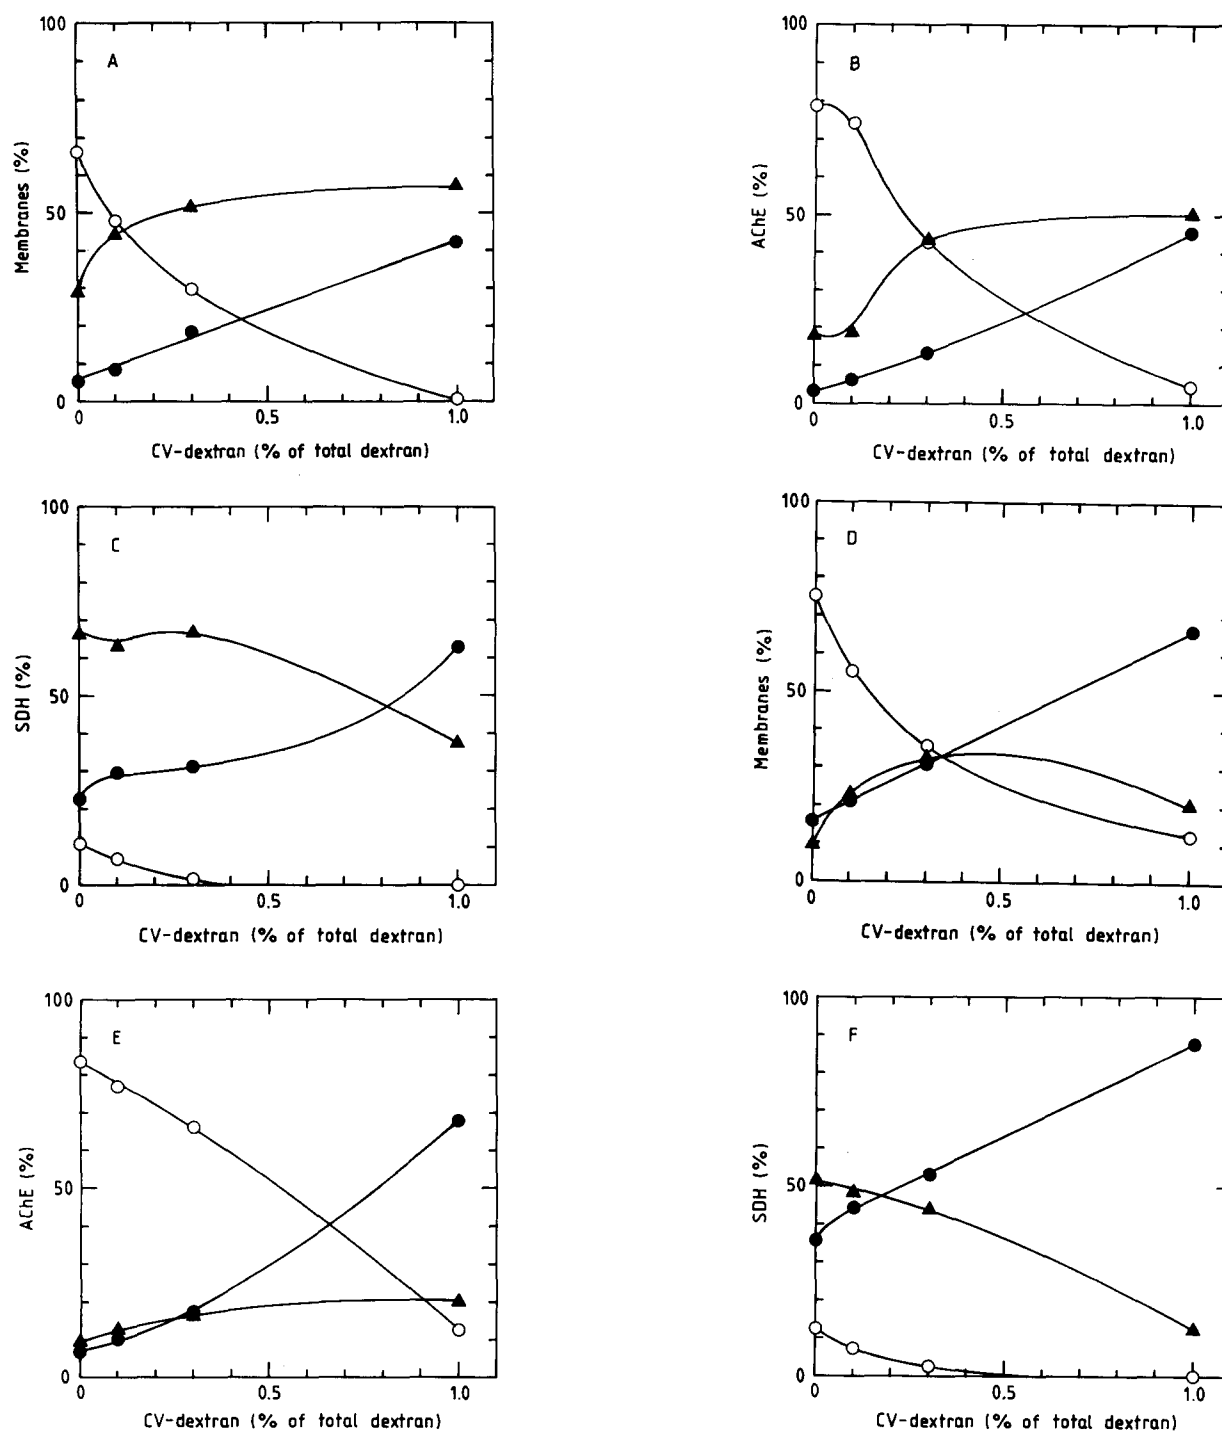 A
100
50
0
Membranes (%)
0 0.5 1.0
CV-dextran (% of total dextran)
B
100
50
0
AChE (%)
0 0.5 1.0
CV-dextran (% of total dextran)
C
100
50
0
SDH (%)
0 0.5 1.0
CV-dextran (% of total dextran)
D
100
50
0
Membranes (%)
0 0.5 1.0
CV-dextran (% of total dextran)
E
100
50
0
AChE (%)
0 0.5 1.0
CV-dextran (% of total dextran)
F
100
50
0
SDH (%)
0 0.5 1.0
CV-dextran (% of total dextran)